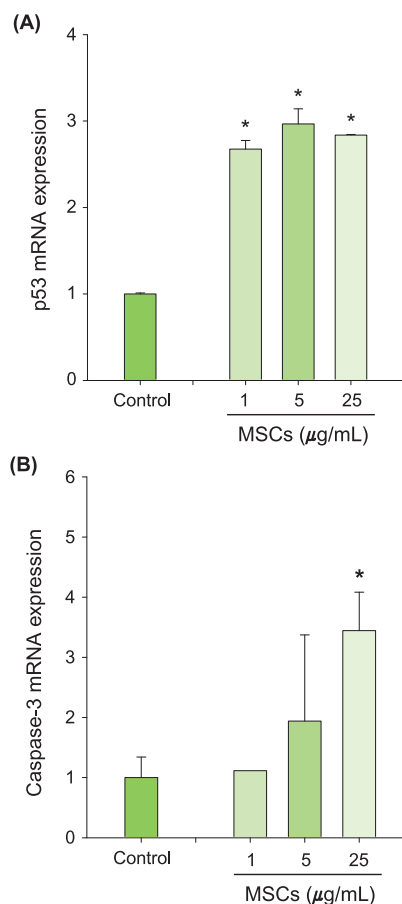 (A)
p53 mRNA expression
4
3
2
1
0
* * *
Control 1 5 25
MSCs (μg/mL)
(B)
Caspase-3 mRNA expression
6
5
4
3
2
1
0
*
Control 1 5 25
MSCs (μg/mL)